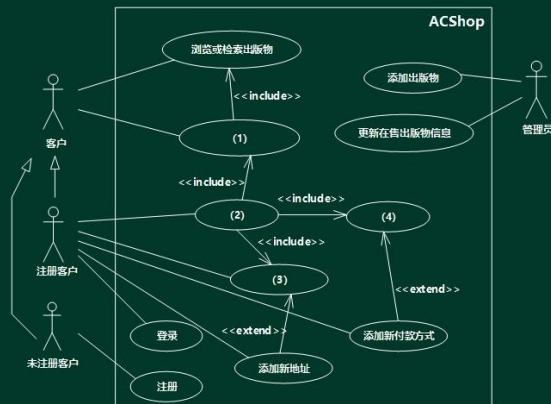 ACShop
浏览或检索出版物
添加出版物
<<include>>
客户
(1)
更新在售出版物信息
管理员
<<include>>
<<include>>
(2)
(4)
<<include>>
注册客户
(3)
<<extend>>
<<extend>>
登录
添加新付款方式
未注册客户
添加新地址
注册